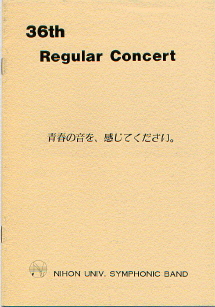 36th
Regular Concert
青春の音を、感じてください。
NIHON UNIV. SYMPHONIC BAND